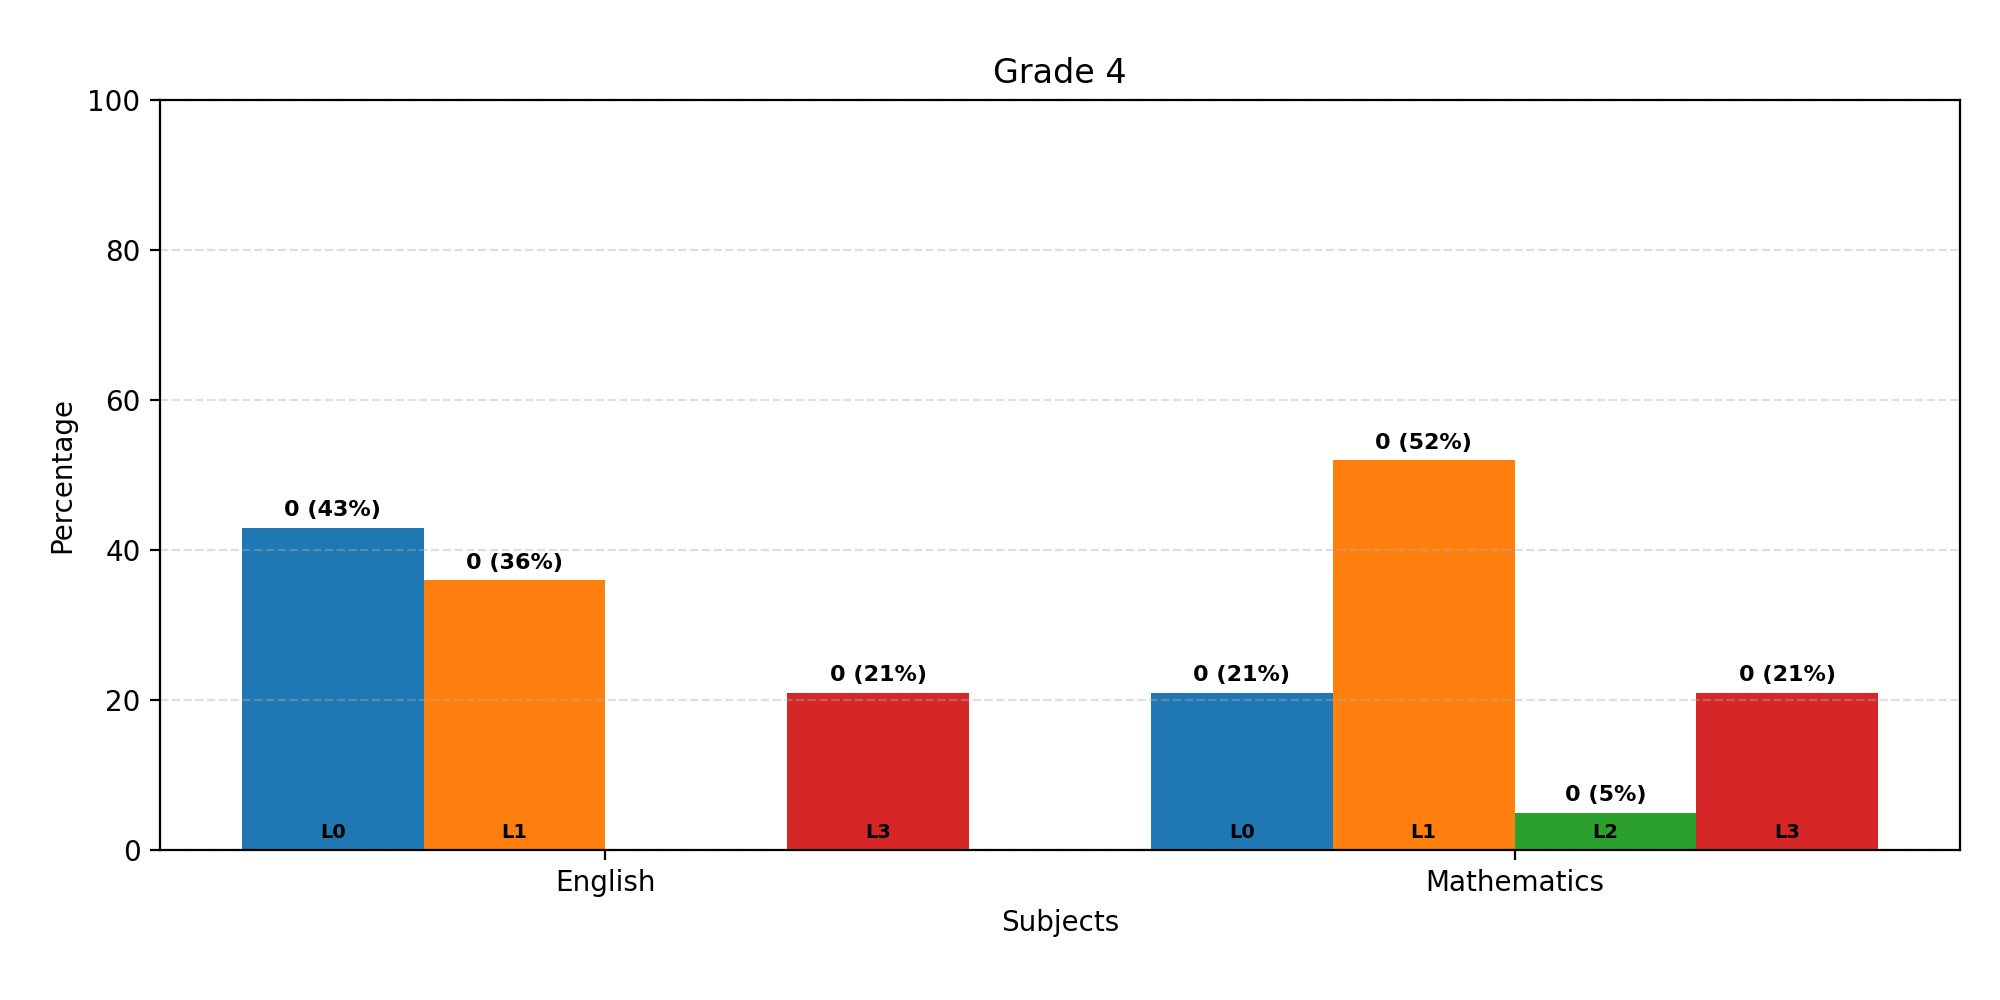 Grade 4
100
80
60
40
20
0
Percentage
0 (43%)
0 (36%)
0 (21%)
0 (21%)
0 (52%)
0 (5%)
0 (21%)
L0
L1
L3
L0
L1
L2
L3
English
Mathematics
Subjects